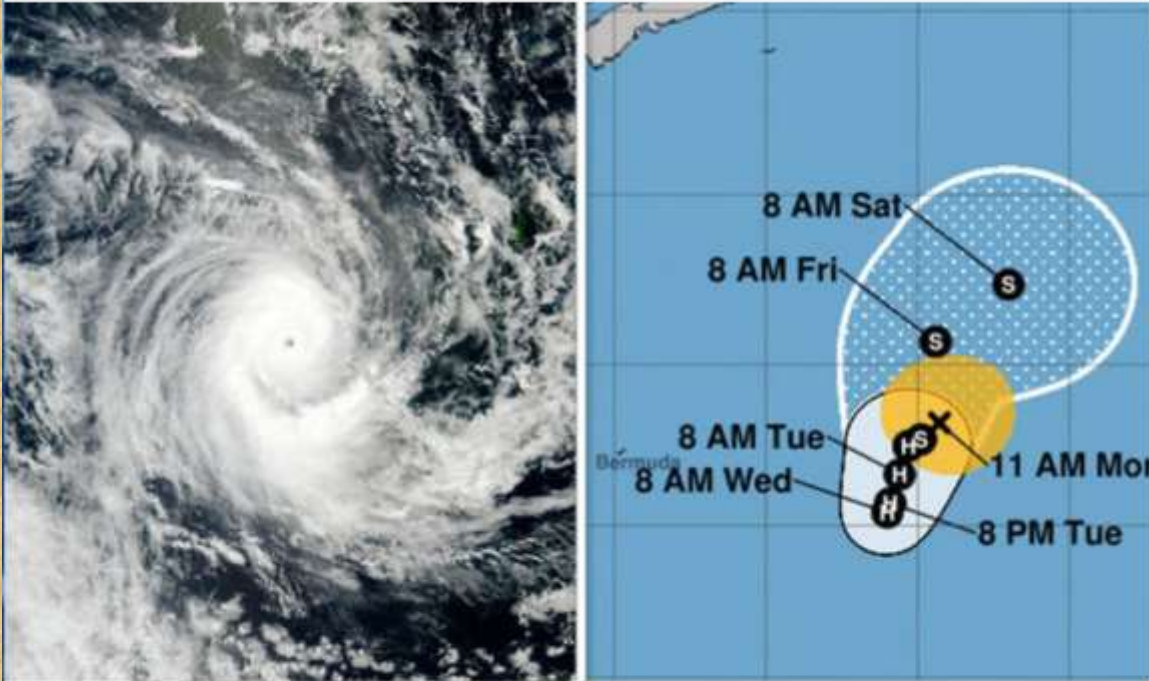 8 AM Sat
S
8 AM Fri
S
8 AM Tue
H
S
Bermuda
H
11 AM Mon
8 AM Wed
H
H
8 PM Tue